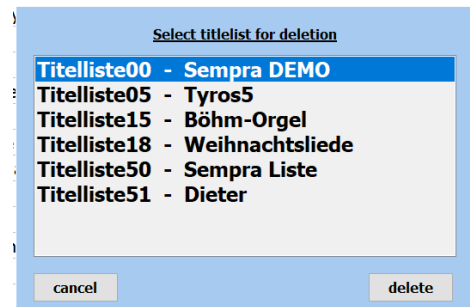 Select titlelist for deletion
Titelliste00 - Sempra DEMO
Titelliste05 - Tyros5
Titelliste15 - Böhm-Orgel
Titelliste18 - Weihnachtsliede
Titelliste50 - Sempra Liste
Titelliste51 - Dieter
cancel delete